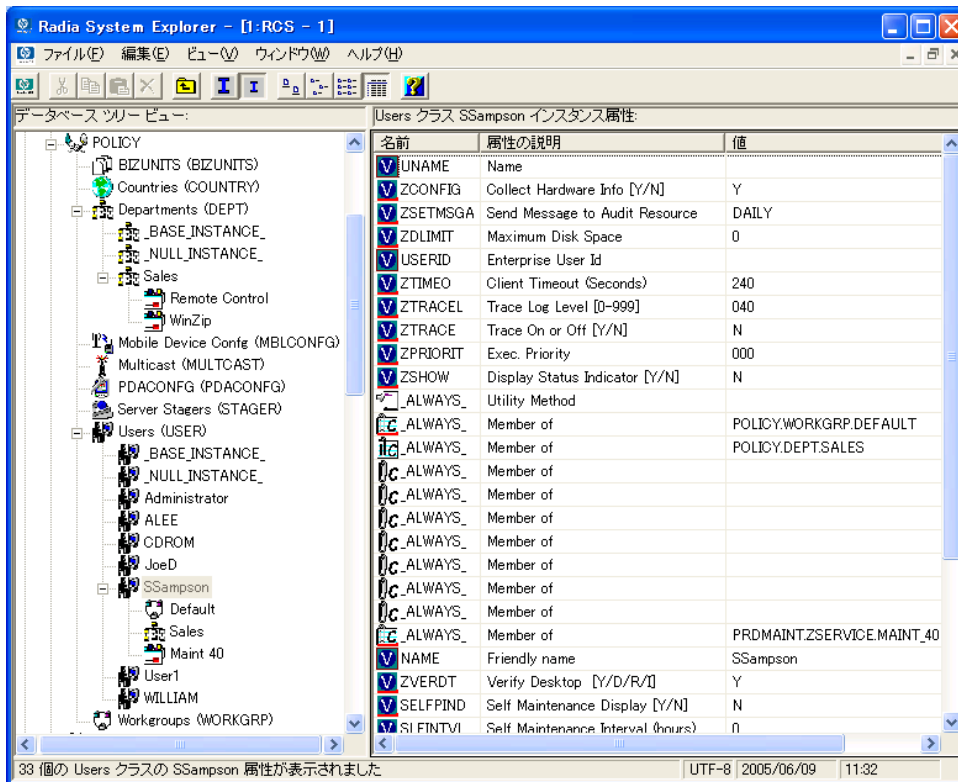 Radia System Explorer - [1:RCS - 1]
ファイル(F) 編集(E) ビュー(V) ウィンドウ(W) ヘルプ(H)
データベース ツリー ビュー:
POLICY
BIZUNITS (BIZUNITS)
Countries (COUNTRY)
Departments (DEPT)
_BASE_INSTANCE_
_NULL_INSTANCE_
Sales
Remote Control
WinZip
Mobile Device Confg (MBLCONFG)
Multicast (MULTCAST)
PDACONFG (PDACONFG)
Server Stagers (STAGER)
Users (USER)
_BASE_INSTANCE_
_NULL_INSTANCE_
Administrator
ALEE
CDROM
JoeD
SSampson
Default
Sales
Maint 40
User1
WILLIAM
Workgroups (WORKGRP)
Users クラス SSampson インスタンス属性:
名前 属性の説明 値
UNAME Name
ZCONFIG Collect Hardware Info [Y/N] Y
ZSETMSGA Send Message to Audit Resource DAILY
ZDLIMIT Maximum Disk Space 0
USERID Enterprise User Id
ZTIMEO Client Timeout (Seconds) 240
ZTRACEL Trace Log Level [0-999] 040
ZTRACE Trace On or Off [Y/N] N
ZPRIORIT Exec. Priority 000
ZSHOW Display Status Indicator [Y/N] N
_ALWAYS_ Utility Method
_ALWAYS_ Member of POLICY.WORKGRP.DEFAULT
_ALWAYS_ Member of POLICY.DEPT.SALES
_ALWAYS_ Member of
_ALWAYS_ Member of
_ALWAYS_ Member of
_ALWAYS_ Member of
_ALWAYS_ Member of
_ALWAYS_ Member of
_ALWAYS_ Member of
_ALWAYS_ Member of PRDMAINT.ZSERVICE.MAINT_40
NAME Friendly name SSampson
ZVERDT Verify Desktop [Y/D/R/I] Y
SELFPIND Self Maintenance Display [Y/N] N
SLFINTVL Self Maintenance Interval (hours) 0
33 個の Users クラスの SSampson 属性が表示されました UTF-8 2005/06/09 11:32